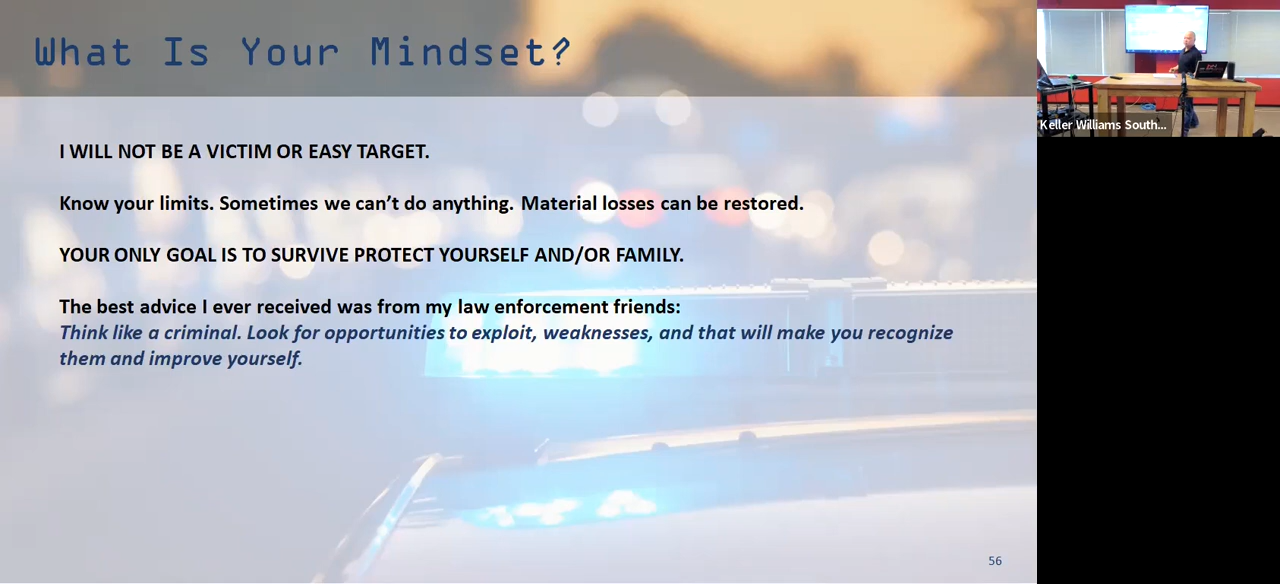 What Is Your Mindset?
I WILL NOT BE A VICTIM OR EASY TARGET.
Know your limits. Sometimes we can’t do anything. Material losses can be restored.
YOUR ONLY GOAL IS TO SURVIVE PROTECT YOURSELF AND/OR FAMILY.
The best advice I ever received was from my law enforcement friends:
Think like a criminal. Look for opportunities to exploit, weaknesses, and that will make you recognize
them and improve yourself.
56
Keller Williams South...